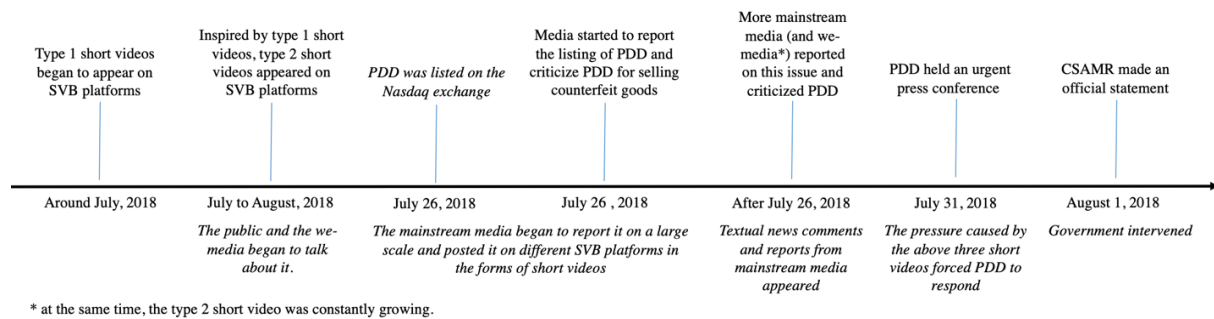 Type 1 short videos
began to appear on
SVB platforms
Inspired by type 1 short
videos, type 2 short
videos appeared on
SVB platforms
PDD was listed on the
Nasdaq exchange
Media started to report
the listing of PDD and
criticize PDD for selling
counterfeit goods
More mainstream
media (and we-
media*) reported
on this issue and
criticized PDD
PDD held an urgent
press conference
CSAMR made an
official statement
Around July, 2018
July to August, 2018
July 26, 2018
July 26 , 2018
After July 26, 2018
July 31, 2018
August 1, 2018
The public and the we-
media began to talk
about it.
The mainstream media began to report it on a large
scale and posted it on different SVB platforms in
the forms of short videos
Textual news comments
and reports from
mainstream media
appeared
The pressure caused by
the above three short
videos forced PDD to
respond
Government intervened
* at the same time, the type 2 short video was constantly growing.